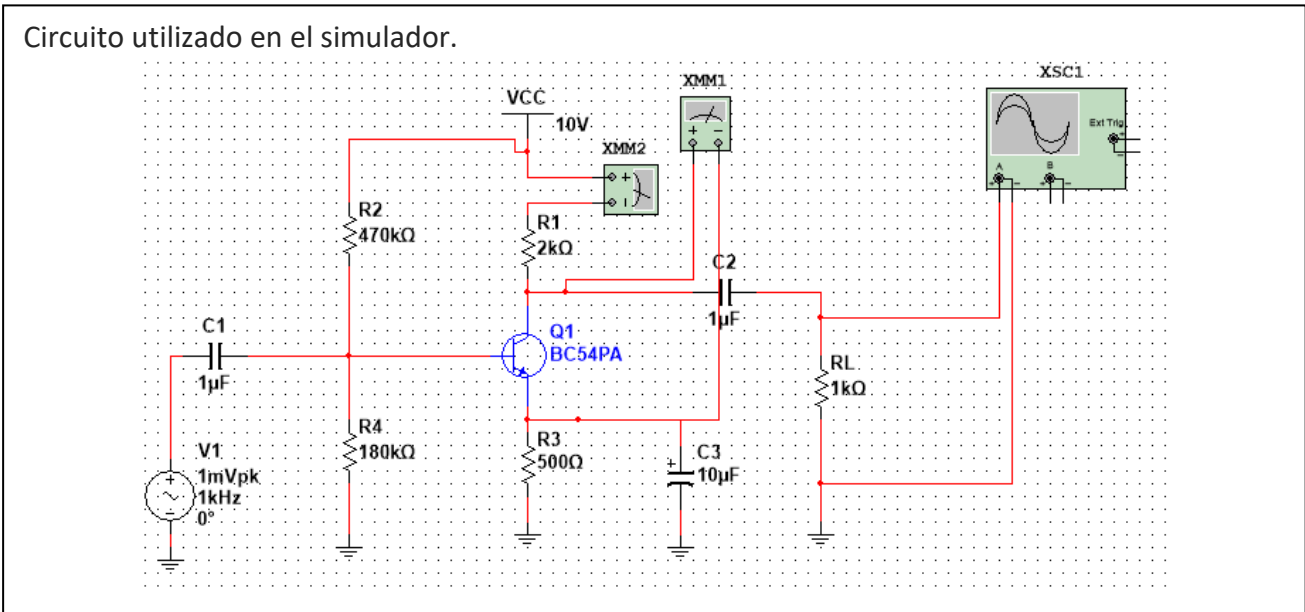 Circuito utilizado en el simulador.
XSC1
XMM1
VCC
10V
Ext Trig
XMM2
A
B
R2
470kΩ
R1
2kΩ
C2
1µF
C1
1µF
Q1
BC54PA
RL
1kΩ
R4
180kΩ
R3
500Ω
C3
10µF
V1
1mVpk
1kHz
0°